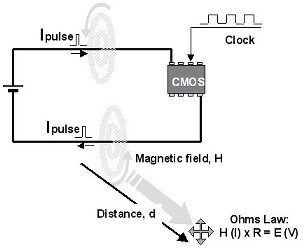 Ipulse
Clock
CMOS
Ipulse
Magnetic field, H
Distance, d
Ohms Law:
H (I) x R = E (V)